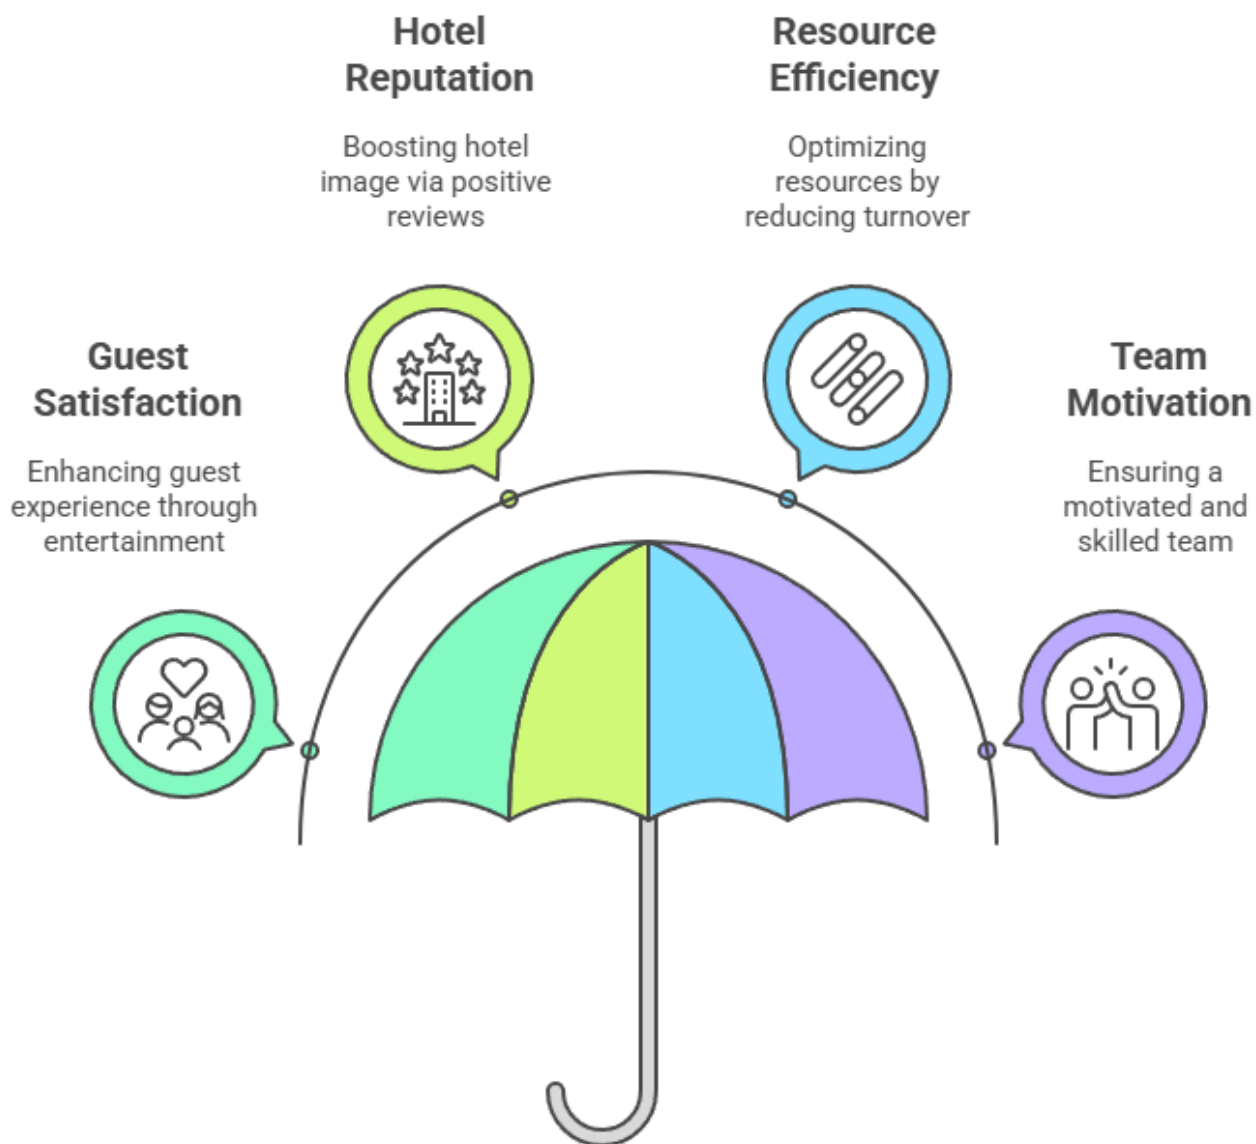 Hotel
Reputation
Boosting hotel
image via positive
reviews
Resource
Efficiency
Optimizing
resources by
reducing turnover
Guest
Satisfaction
Enhancing guest
experience through
entertainment
Team
Motivation
Ensuring a
motivated and
skilled team